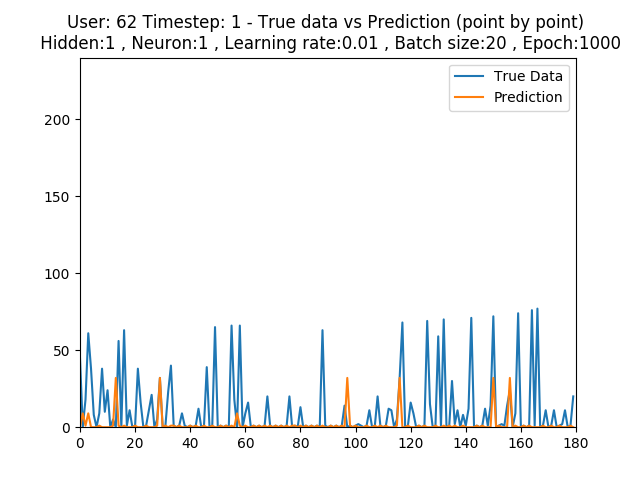 User: 62 Timestep: 1 - True data vs Prediction (point by point)
Hidden:1 , Neuron:1 , Learning rate:0.01 , Batch size:20 , Epoch:1000
True Data
Prediction
200
150
100
50
0
0 20 40 60 80 100 120 140 160 180